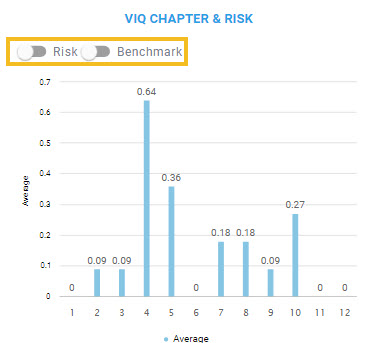 VIQ CHAPTER & RISK
Risk Benchmark
0.7
0.6
0.5
0.4
0.3
0.2
0.1
0
Average
0 0.09 0.09 0.64 0.36 0 0.18 0.18 0.09 0.27 0 0
1 2 3 4 5 6 7 8 9 10 11 12
Average